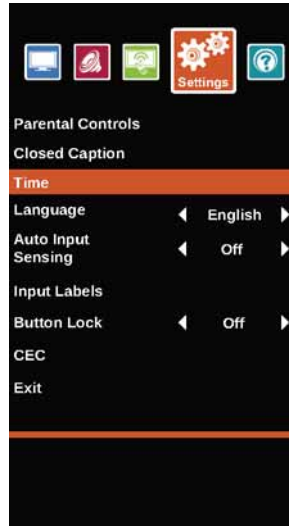 Settings
Parental Controls
Closed Caption
Time
Language English
Auto Input
Sensing Off
Input Labels
Button Lock Off
CEC
Exit